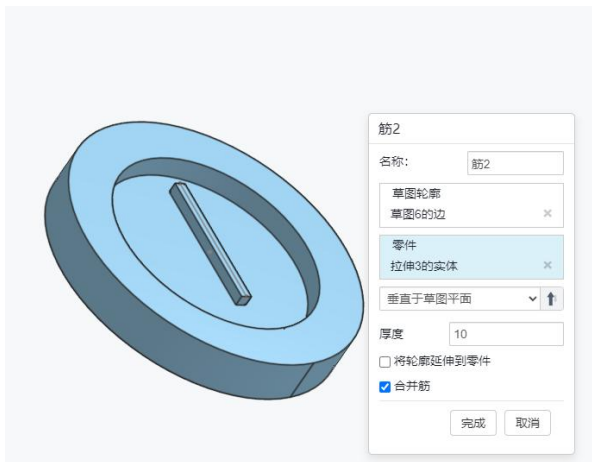 筋2
名称: 筋2
草图轮廓
草图6的边
零件
拉伸3的实体
垂直于草图平面
厚度 10
将轮廓延伸到零件
合并筋
完成 取消